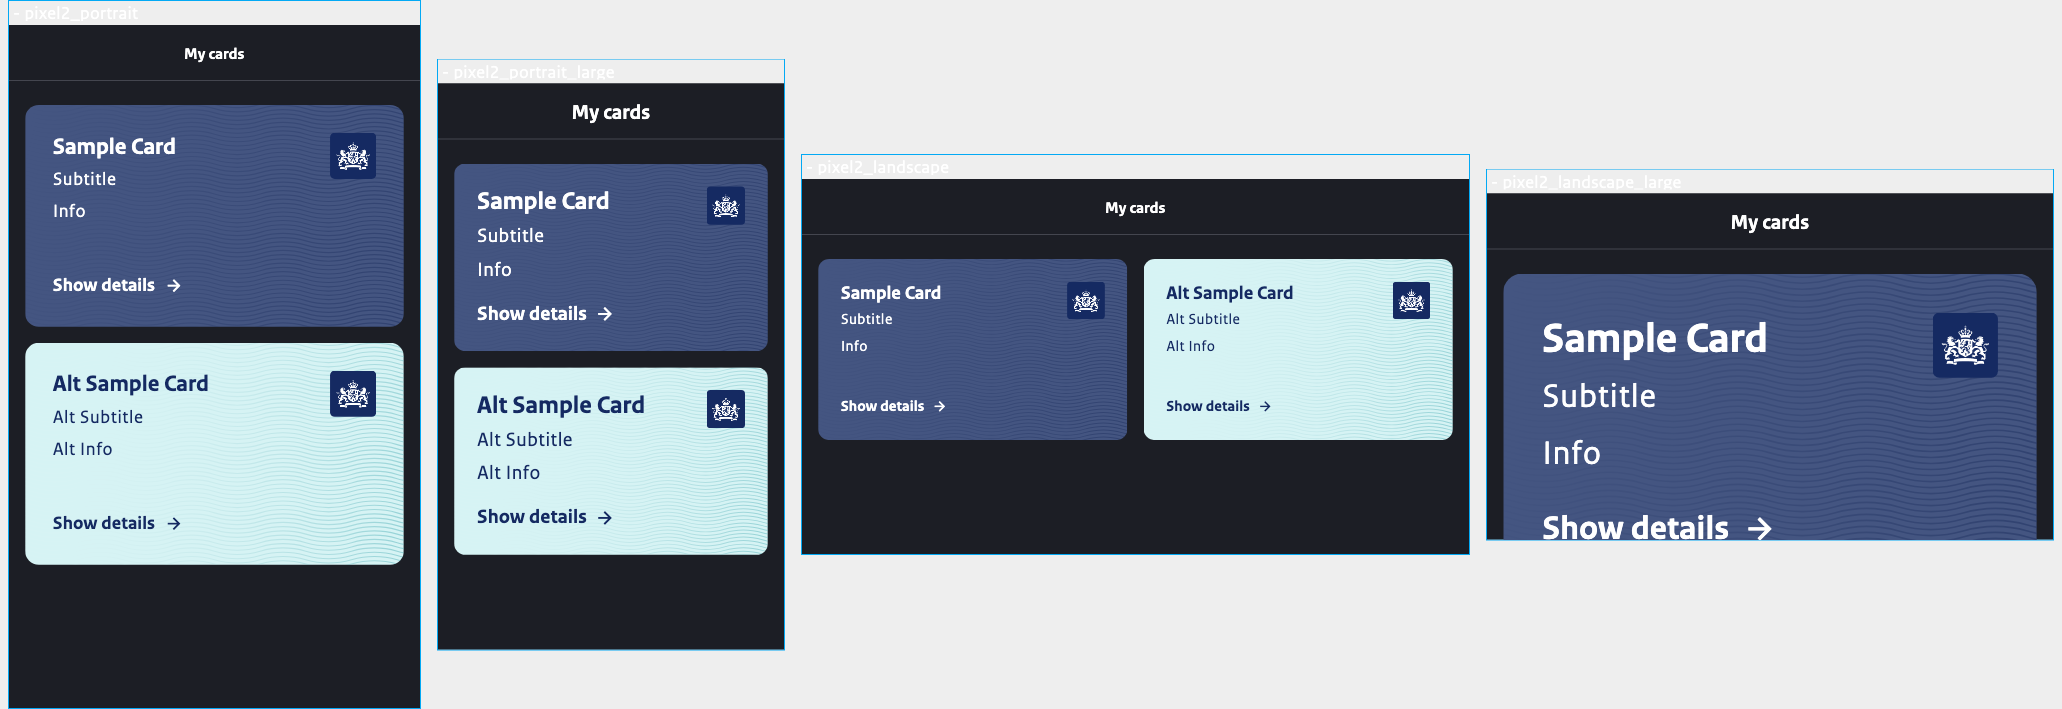 - pixel2_portrait
My cards
Sample Card
Subtitle
Info
Show details →
Alt Sample Card
Alt Subtitle
Alt Info
Show details →
- pixel2_portrait_large
My cards
Sample Card
Subtitle
Info
Show details →
Alt Sample Card
Alt Subtitle
Alt Info
Show details →
- pixel2_landscape
My cards
Sample Card
Subtitle
Info
Show details →
Alt Sample Card
Alt Subtitle
Alt Info
Show details →
- pixel2_landscape_large
My cards
Sample Card
Subtitle
Info
Show details →